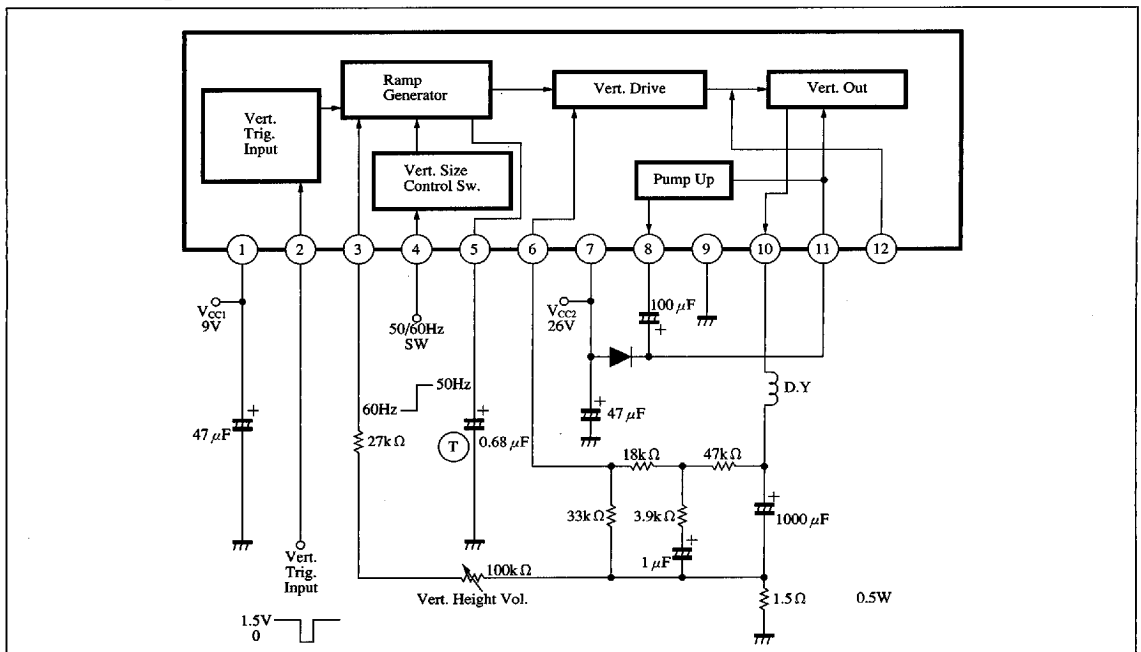 Ramp
Generator
Vert. Drive
Vert. Out
Vert.
Trig.
Input
Vert. Size
Control Sw.
Pump Up
1
2
3
4
5
6
7
8
9
10
11
12
VCC1
9V
50/60Hz
SW
VCC2
26V
100 μF
+
D.Y
60Hz
50Hz
+
47 μF
27kΩ
T
+
0.68 μF
+
47 μF
18kΩ
47kΩ
33kΩ
3.9kΩ
+
1 μF
+
1000 μF
Vert.
Trig.
Input
100kΩ
Vert. Height Vol.
1.5Ω
0.5W
1.5V
0